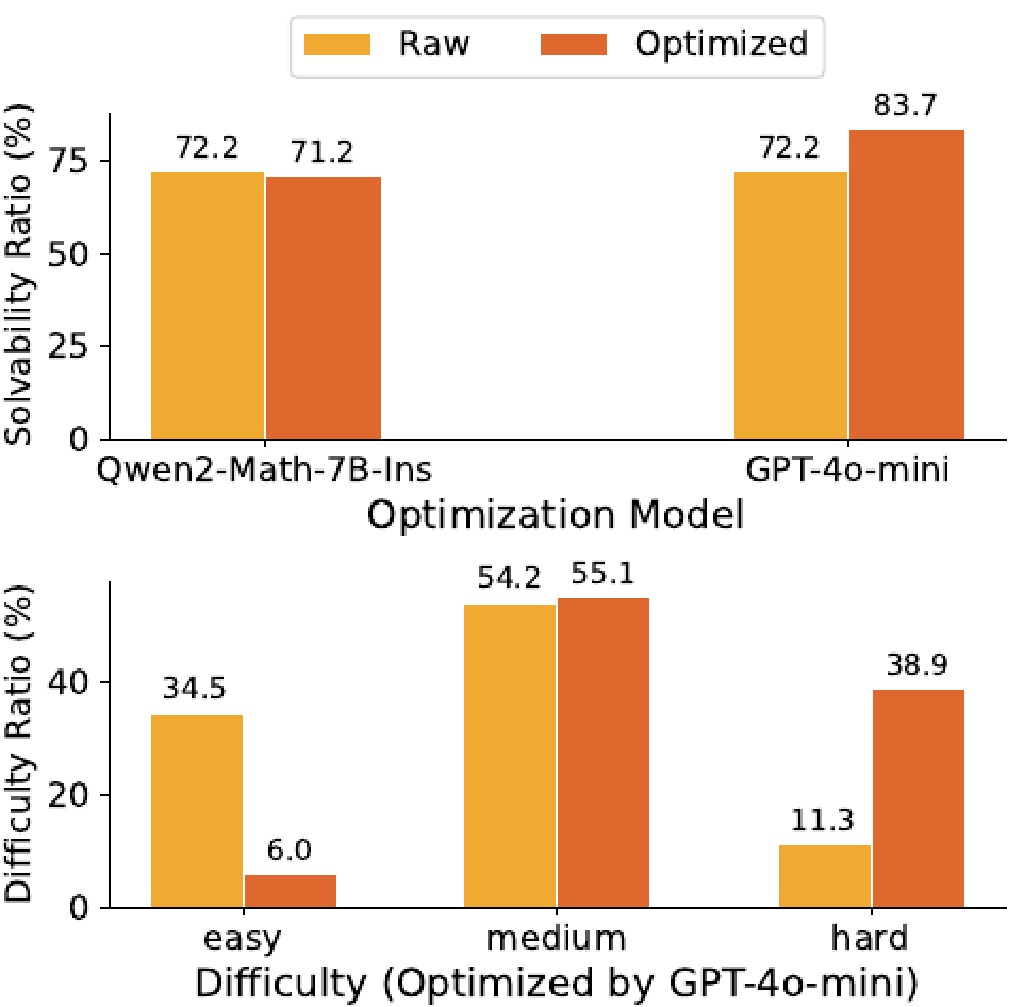 Raw Optimized
Solvability Ratio (%)
75
50
25
0
72.2 71.2 72.2 83.7
Qwen2-Math-7B-Ins GPT-4o-mini
Optimization Model
Difficulty Ratio (%)
40
20
0
34.5 6.0 54.2 55.1 11.3 38.9
easy medium hard
Difficulty (Optimized by GPT-4o-mini)